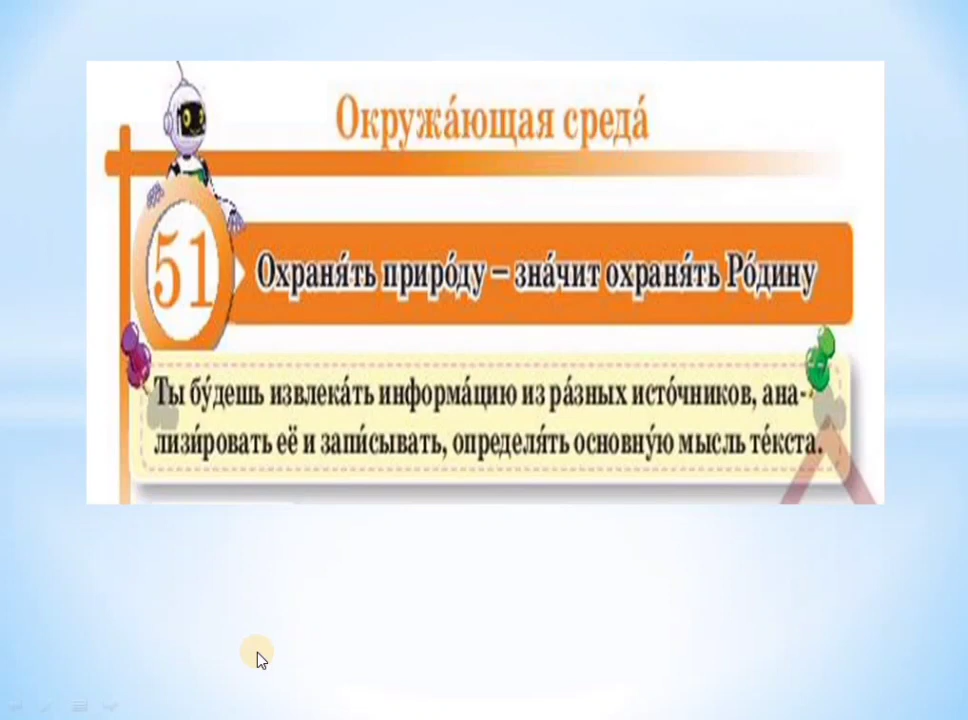 Окружа́ющая среда́
51
Охраня́ть приро́ду – зна́чит охраня́ть Ро́дину
Ты бу́дешь извлека́ть информа́цию из ра́зных исто́чников, ана-
лизи́ровать её и запи́сывать, определя́ть основну́ю мысль те́кста.